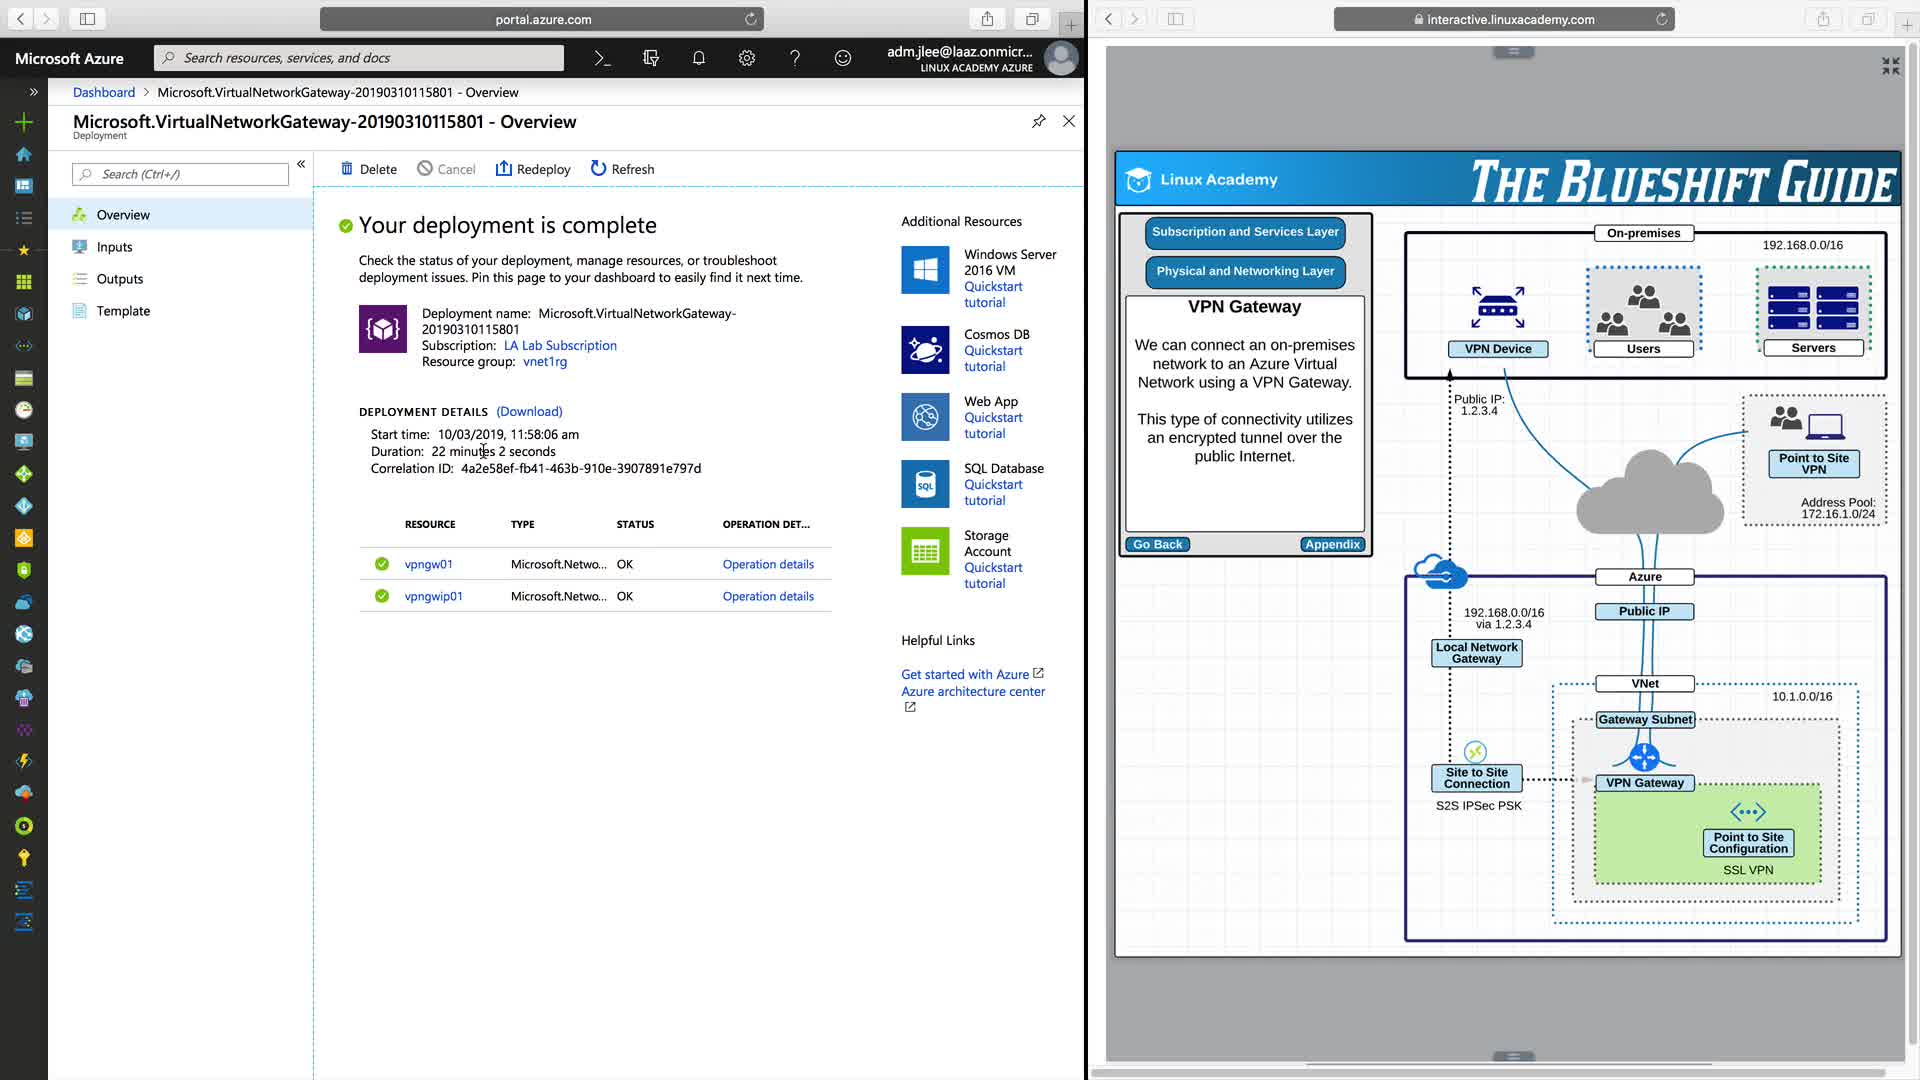 portal.azure.com
Microsoft Azure
Search resources, services, and docs
adm.jlee@laaz.onmicr...
LINUX ACADEMY AZURE
Dashboard > Microsoft.VirtualNetworkGateway-20190310115801 - Overview
Microsoft.VirtualNetworkGateway-20190310115801 - Overview
Deployment
Search (Ctrl+/)
Overview
Inputs
Outputs
Template
Delete
Cancel
Redeploy
Refresh
Your deployment is complete
Check the status of your deployment, manage resources, or troubleshoot
deployment issues. Pin this page to your dashboard to easily find it next time.
Deployment name: Microsoft.VirtualNetworkGateway-
20190310115801
Subscription: LA Lab Subscription
Resource group: vnet1rg
DEPLOYMENT DETAILS (Download)
Start time: 10/03/2019, 11:58:06 am
Duration: 22 minutes 2 seconds
Correlation ID: 4a2e58ef-fb41-463b-910e-3907891e797d
RESOURCE TYPE STATUS OPERATION DET...
vpngw01 Microsoft.Netwo... OK Operation details
vpngwip01 Microsoft.Netwo... OK Operation details
Additional Resources
Windows Server
2016 VM
Quickstart
tutorial
Cosmos DB
Quickstart
tutorial
Web App
Quickstart
tutorial
SQL
SQL Database
Quickstart
tutorial
Storage
Account
Quickstart
tutorial
Helpful Links
Get started with Azure
Azure architecture center
interactive.linuxacademy.com
Linux Academy
THE BLUESHIFT GUIDE
Subscription and Services Layer
Physical and Networking Layer
VPN Gateway
We can connect an on-premises
network to an Azure Virtual
Network using a VPN Gateway.
This type of connectivity utilizes
an encrypted tunnel over the
public Internet.
Go Back
Appendix
On-premises
192.168.0.0/16
VPN Device
Users
Servers
Public IP:
1.2.3.4
Point to Site
VPN
Address Pool:
172.16.1.0/24
Azure
Public IP
192.168.0.0/16
via 1.2.3.4
Local Network
Gateway
VNet
10.1.0.0/16
Gateway Subnet
Site to Site
Connection
S2S IPSec PSK
VPN Gateway
Point to Site
Configuration
SSL VPN